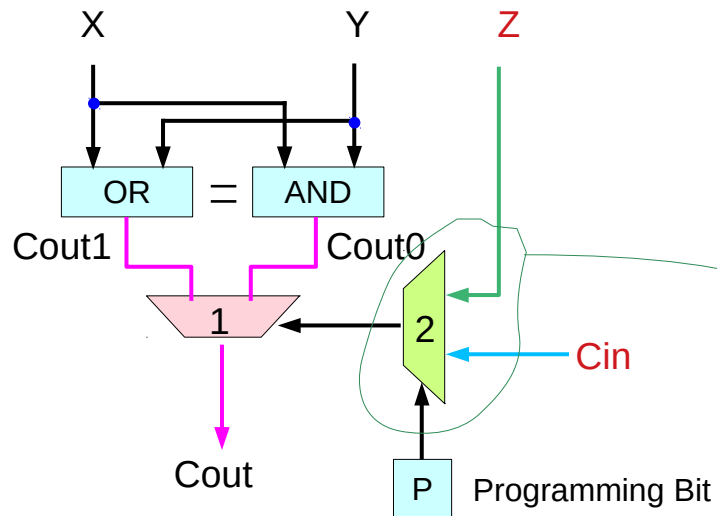 X Y Z
OR = AND
Cout1 Cout0
1 2
Cin
Cout
P Programming Bit